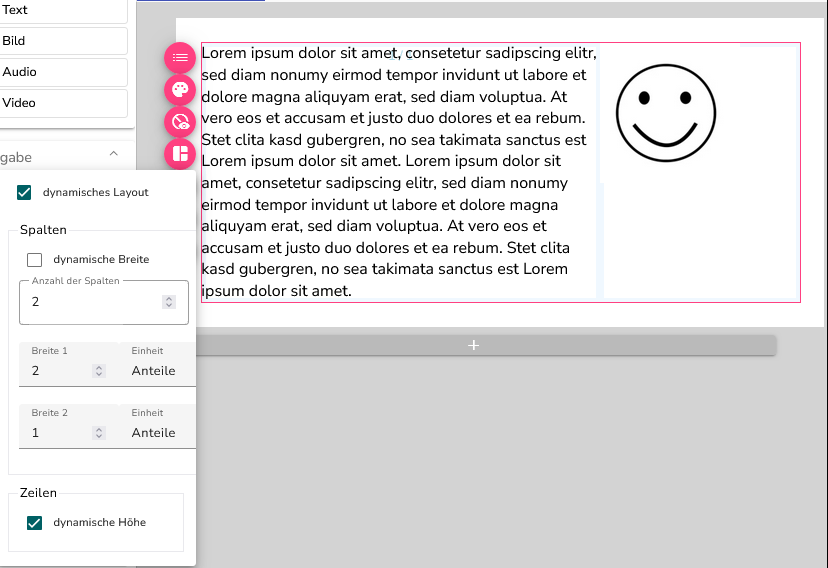 Text
Bild
Audio
Video
gabe
dynamisches Layout
Spalten
dynamische Breite
Anzahl der Spalten
2
Breite 1
Einheit
2
Anteile
Breite 2
Einheit
1
Anteile
Zeilen
dynamische Höhe
Lorem ipsum dolor sit amet, consetetur sadipscing elitr,
sed diam nonumy eirmod tempor invidunt ut labore et
dolore magna aliquyam erat, sed diam voluptua. At
vero eos et accusam et justo duo dolores et ea rebum.
Stet clita kasd gubergren, no sea takimata sanctus est
Lorem ipsum dolor sit amet. Lorem ipsum dolor sit
amet, consetetur sadipscing elitr, sed diam nonumy
eirmod tempor invidunt ut labore et dolore magna
aliquyam erat, sed diam voluptua. At vero eos et
accusam et justo duo dolores et ea rebum. Stet clita
kasd gubergren, no sea takimata sanctus est Lorem
ipsum dolor sit amet.
+